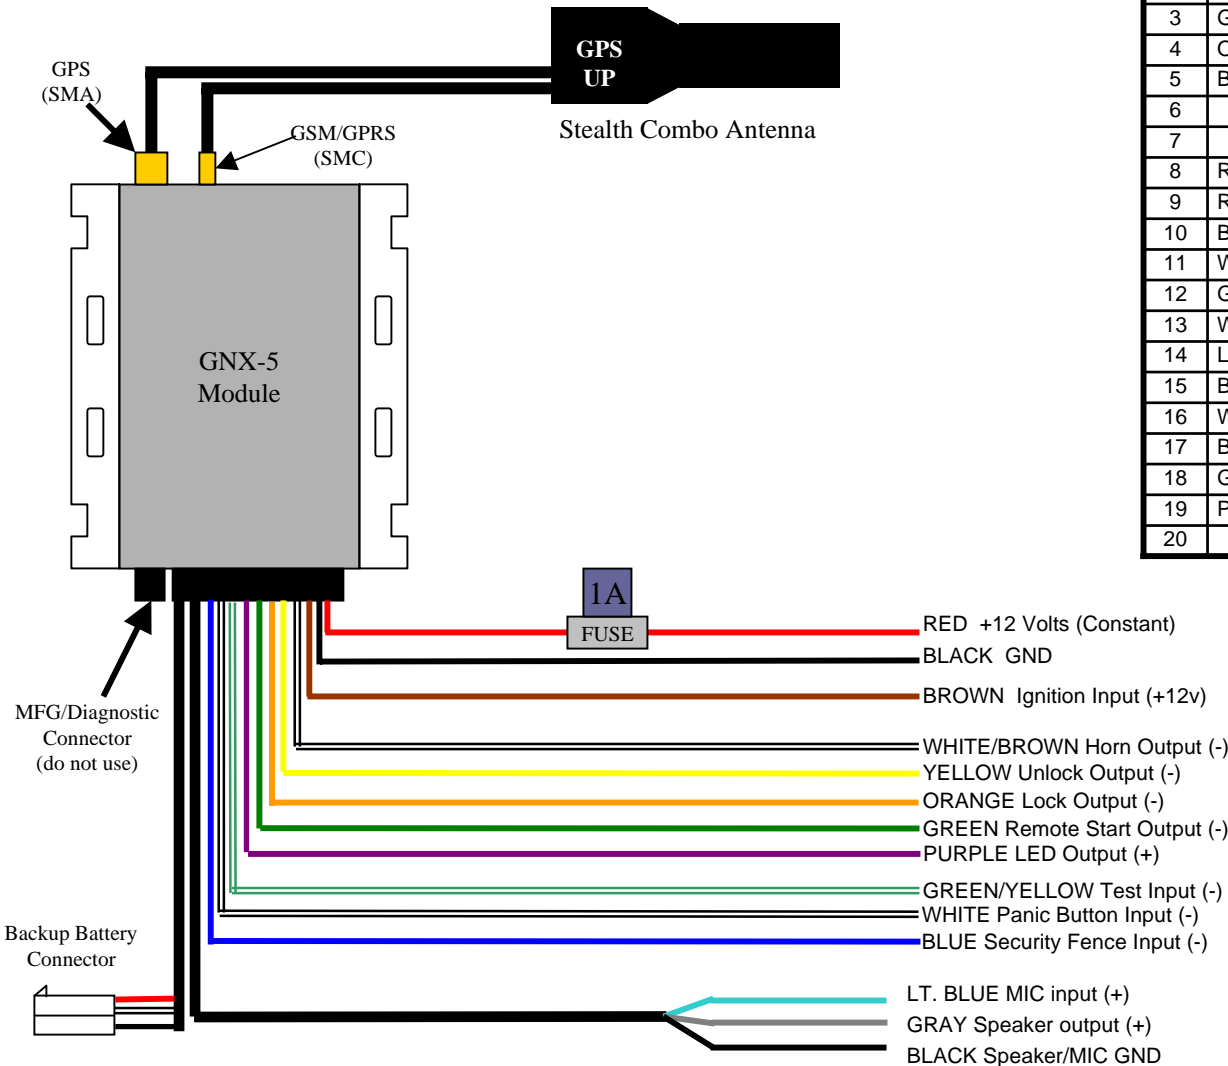 GPS
UP
Stealth Combo Antenna
GPS
(SMA)
GSM/GPRS
(SMC)
GNX-5
Module
3
4
5
6
7
8
9
10
11
12
13
14
15
16
17
18
19
20
1A
FUSE
RED +12 Volts (Constant)
BLACK GND
BROWN Ignition Input (+12v)
WHITE/BROWN Horn Output (-)
YELLOW Unlock Output (-)
ORANGE Lock Output (-)
GREEN Remote Start Output (-)
PURPLE LED Output (+)
GREEN/YELLOW Test Input (-)
WHITE Panic Button Input (-)
BLUE Security Fence Input (-)
MFG/Diagnostic
Connector
(do not use)
Backup Battery
Connector
LT. BLUE MIC input (+)
GRAY Speaker output (+)
BLACK Speaker/MIC GND